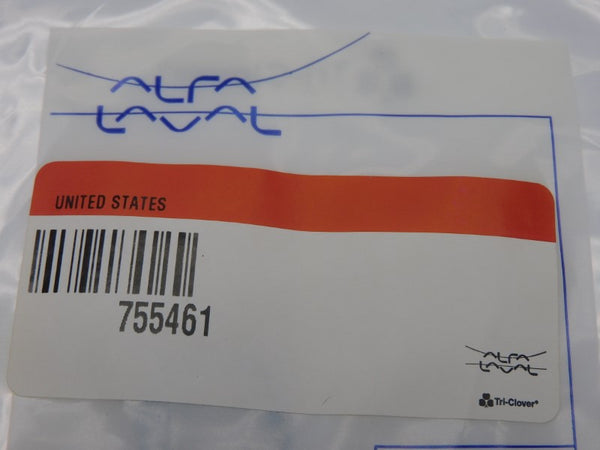 ALFA
LAVAL
UNITED STATES
755461
ALFA
LAVAL
Tri-Clover®